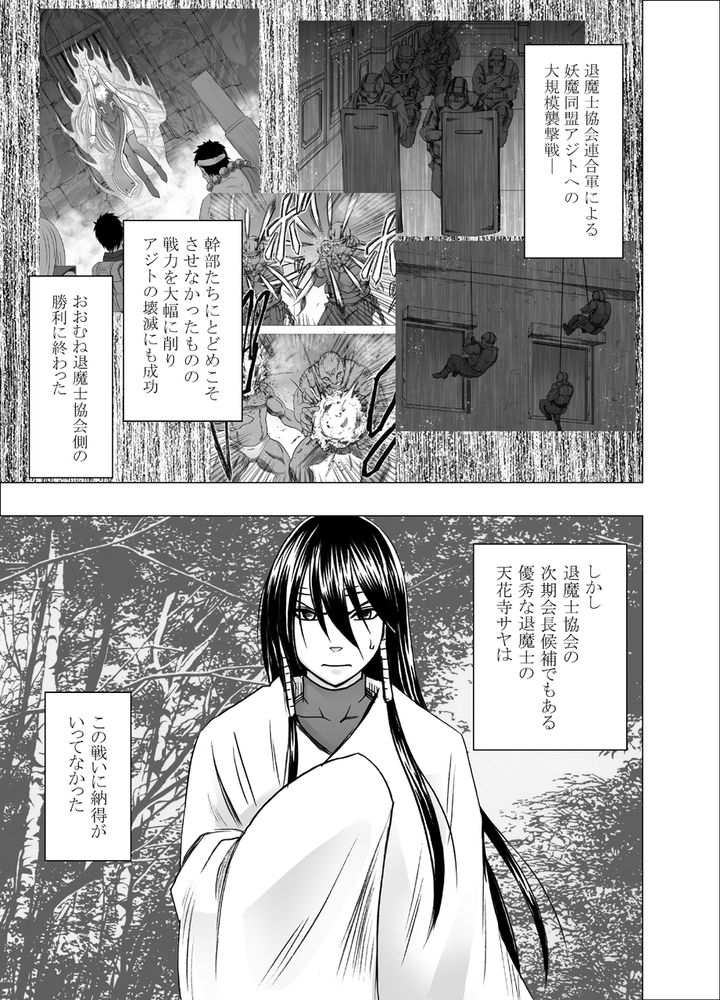 退魔士協会連合軍による
妖魔同盟アジトへの
大規模襲撃戦―
ボボ
ボッ
幹部たちにとどめこそ
させなかったものの
戦力を大幅に削り
アジトの壊滅にも成功
おおむね退魔士協会側の
勝利に終わった
しかし
退魔士協会の
次期会長候補でもある
優秀な退魔士の
天花寺サヤは
この戦いに納得が
いってなかった